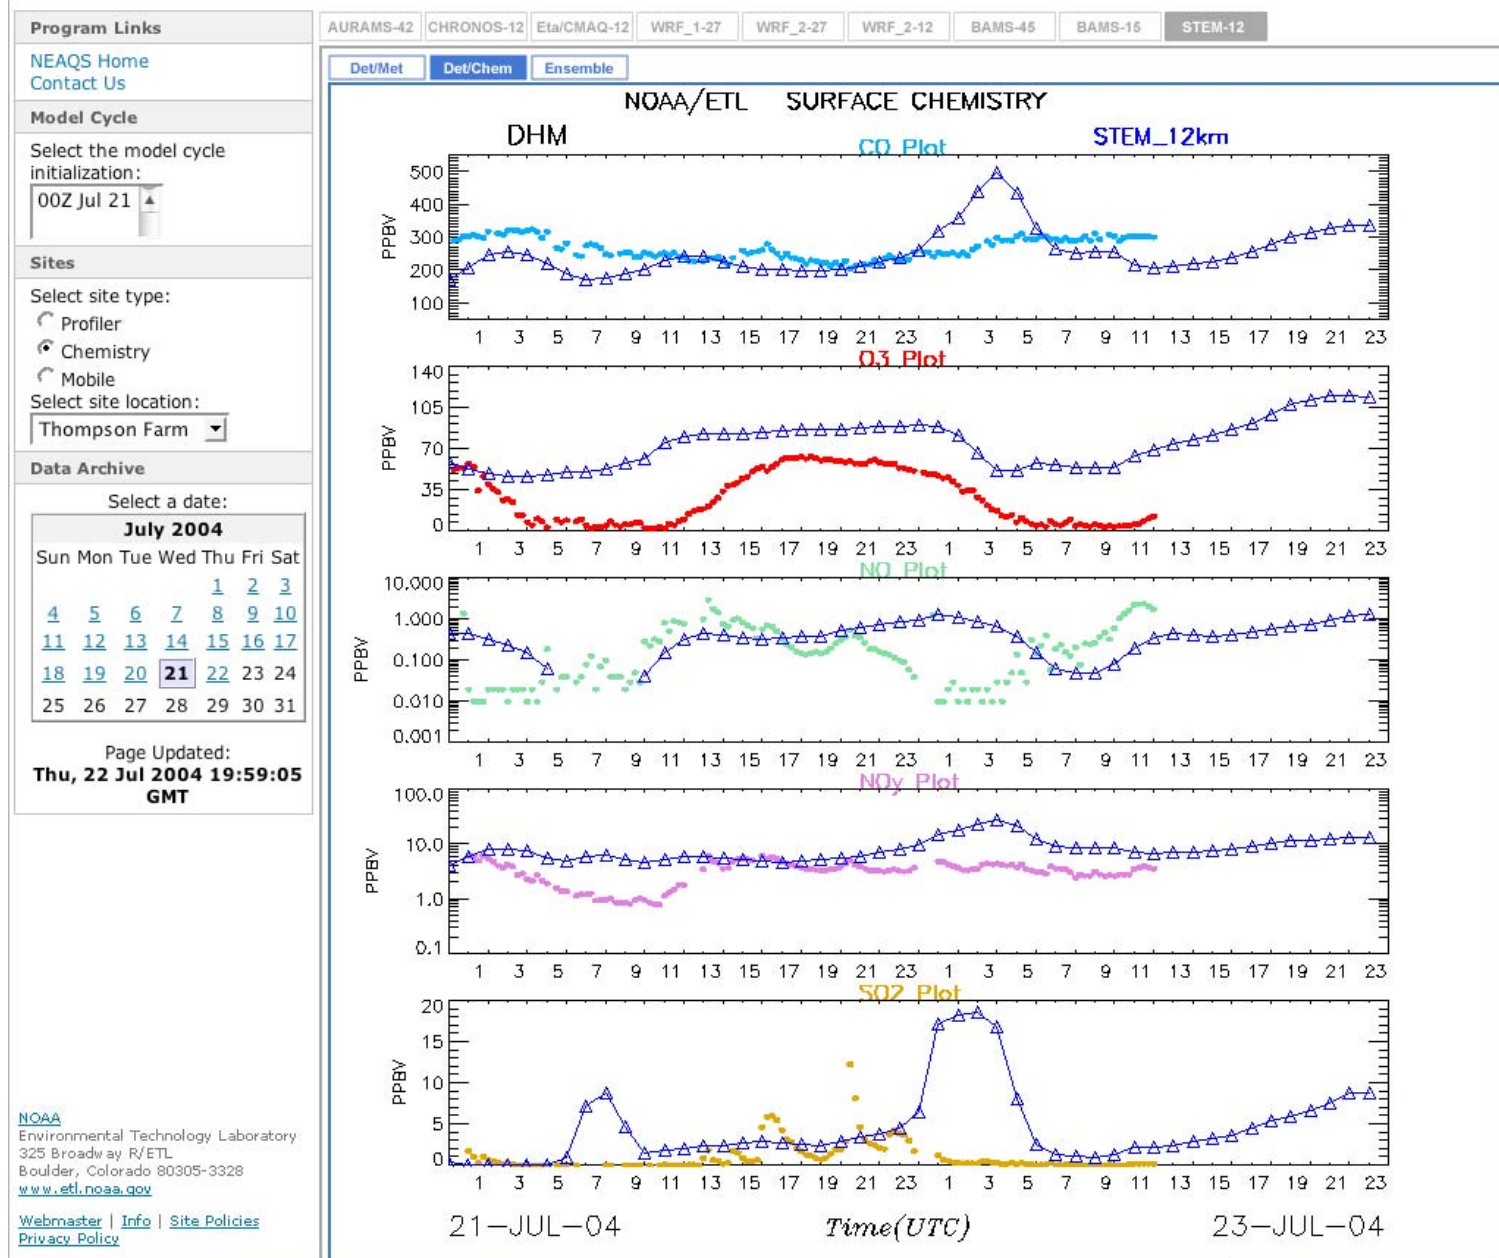 Program Links
NEAQS Home
Contact Us
Model Cycle
Select the model cycle
initialization:
00Z Jul 21
Sites
Select site type:
Profiler
Chemistry
Mobile
Select site location:
Thompson Farm
Data Archive
Select a date:
July 2004
Sun Mon Tue Wed Thu Fri Sat
1 2 3
4 5 6 7 8 9 10
11 12 13 14 15 16 17
18 19 20 21 22 23 24
25 26 27 28 29 30 31
Page Updated:
Thu, 22 Jul 2004 19:59:05
GMT
NOAA
Environmental Technology Laboratory
325 Broadway R/ETL
Boulder, Colorado 80305-3328
www.etl.noaa.gov
Webmaster | Info | Site Policies
Privacy Policy
AURAMS-42 CHRONOS-12 Eta/CMAQ-12 WRF_1-27 WRF_2-27 WRF_2-12 BAMS-45 BAMS-15 STEM-12
Det/Met Det/Chem Ensemble
NOAA/ETL SURFACE CHEMISTRY
DHM STEM_12km
CO Plot
500
400
300
200
100
PPBV
1 3 5 7 9 11 13 15 17 19 21 23 1 3 5 7 9 11 13 15 17 19 21 23
O3 Plot
140
105
70
35
0
PPBV
1 3 5 7 9 11 13 15 17 19 21 23 1 3 5 7 9 11 13 15 17 19 21 23
NO Plot
10.000
1.000
0.100
0.010
0.001
PPBV
1 3 5 7 9 11 13 15 17 19 21 23 1 3 5 7 9 11 13 15 17 19 21 23
NOy Plot
100.0
10.0
1.0
0.1
PPBV
1 3 5 7 9 11 13 15 17 19 21 23 1 3 5 7 9 11 13 15 17 19 21 23
SO2 Plot
20
15
10
5
0
PPBV
1 3 5 7 9 11 13 15 17 19 21 23 1 3 5 7 9 11 13 15 17 19 21 23
21-JUL-04 Time(UTC) 23-JUL-04